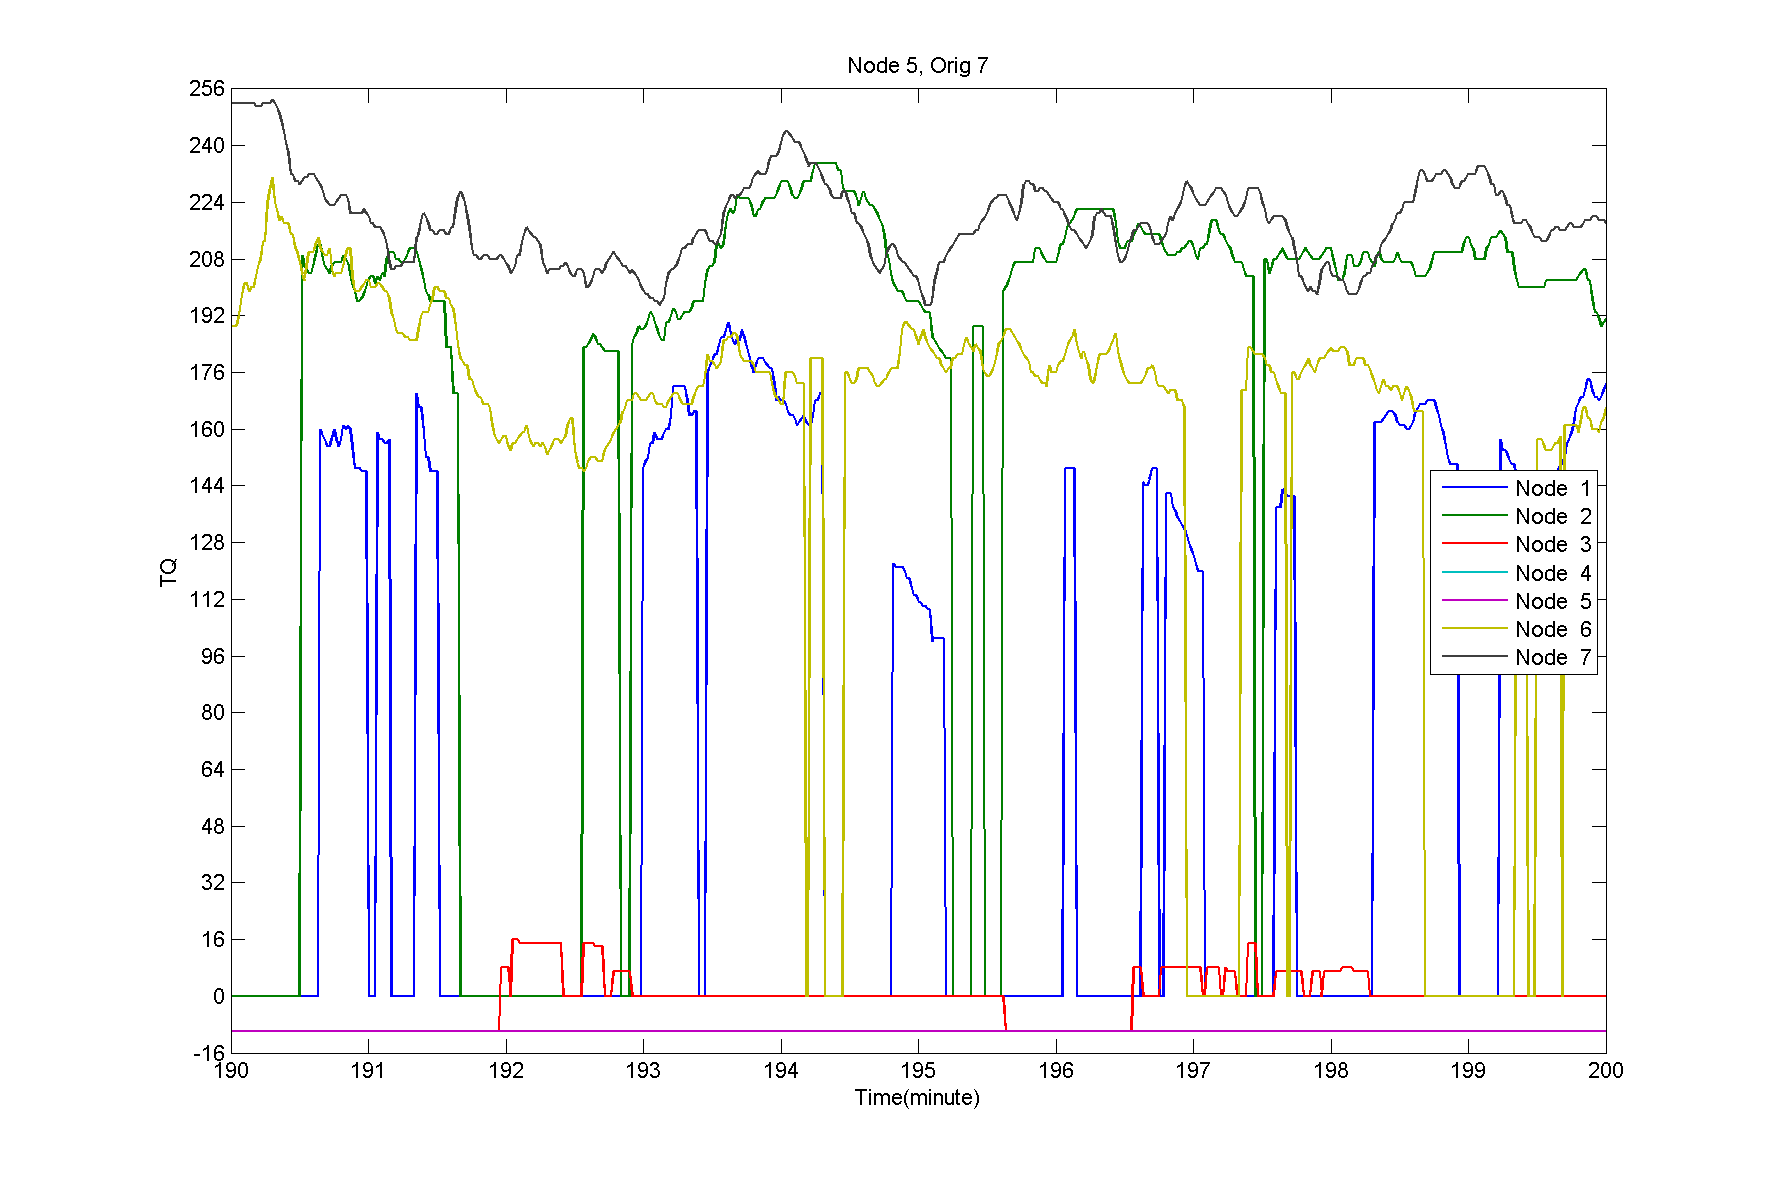 Node 5, Orig 7
256
240
224
208
192
176
160
144
128
112
96
80
64
48
32
16
0
-16
TQ
Node 1
Node 2
Node 3
Node 4
Node 5
Node 6
Node 7
190 191 192 193 194 195 196 197 198 199 200
Time(minute)